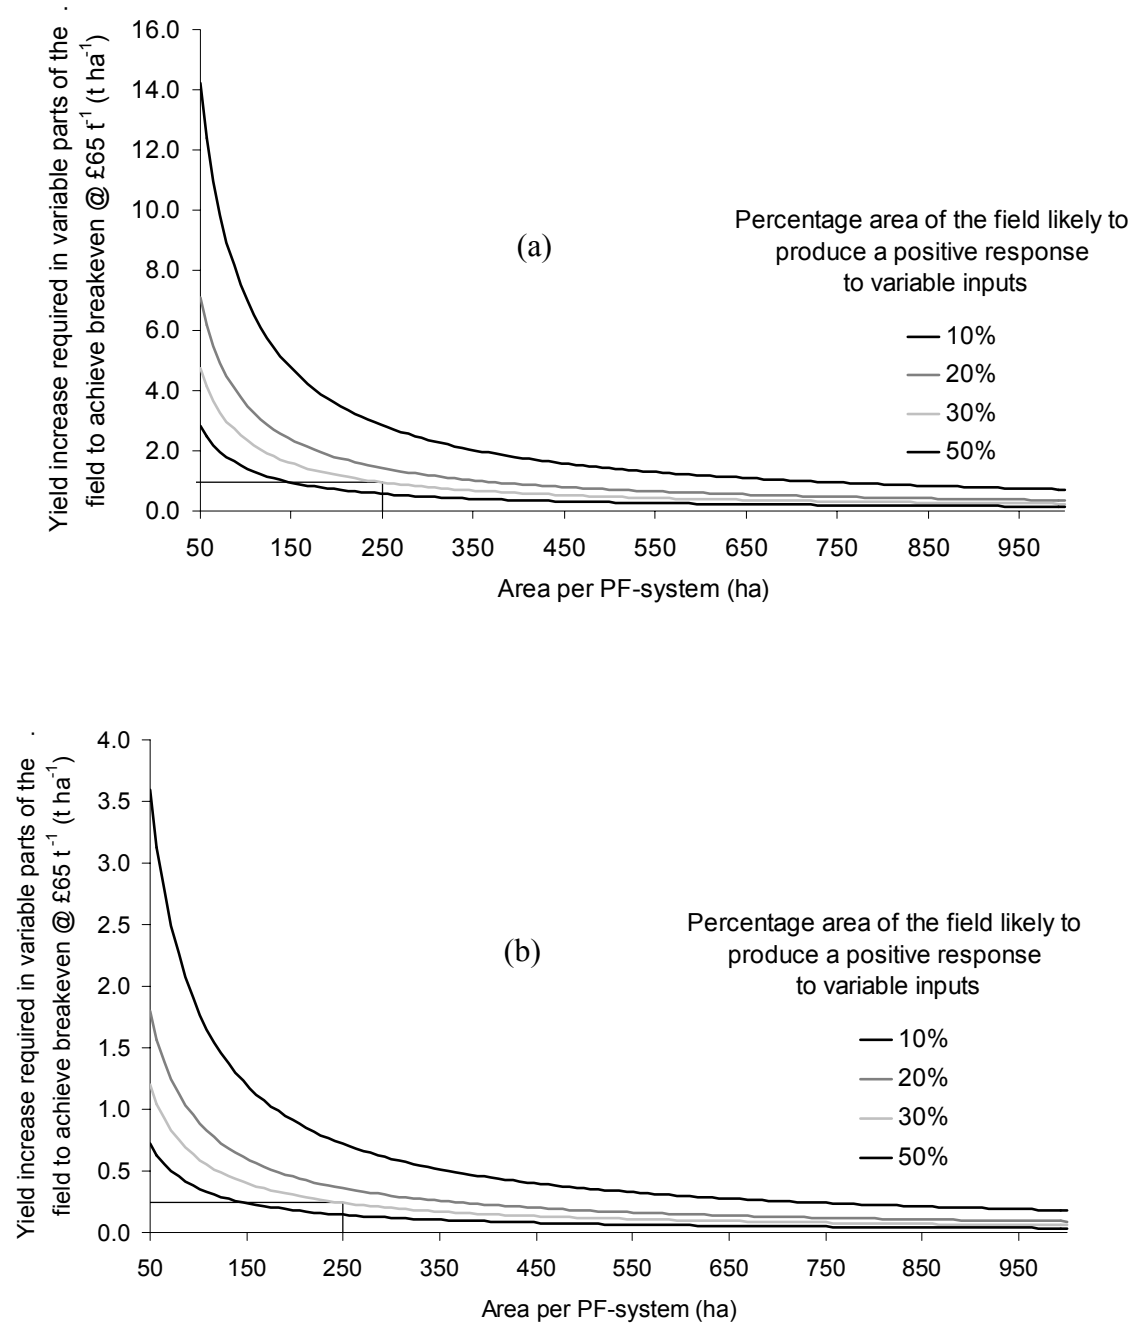 Yield increase required in variable parts of the .
field to achieve breakeven @ £65 t⁻¹ (t ha⁻¹)
16.0
14.0
12.0
10.0
8.0
6.0
4.0
2.0
0.0
(a)
Percentage area of the field likely to
produce a positive response
to variable inputs
10%
20%
30%
50%
50 150 250 350 450 550 650 750 850 950
Area per PF-system (ha)
Yield increase required in variable parts of the .
field to achieve breakeven @ £65 t⁻¹ (t ha⁻¹)
4.0
3.5
3.0
2.5
2.0
1.5
1.0
0.5
0.0
(b)
Percentage area of the field likely to
produce a positive response
to variable inputs
10%
20%
30%
50%
50 150 250 350 450 550 650 750 850 950
Area per PF-system (ha)